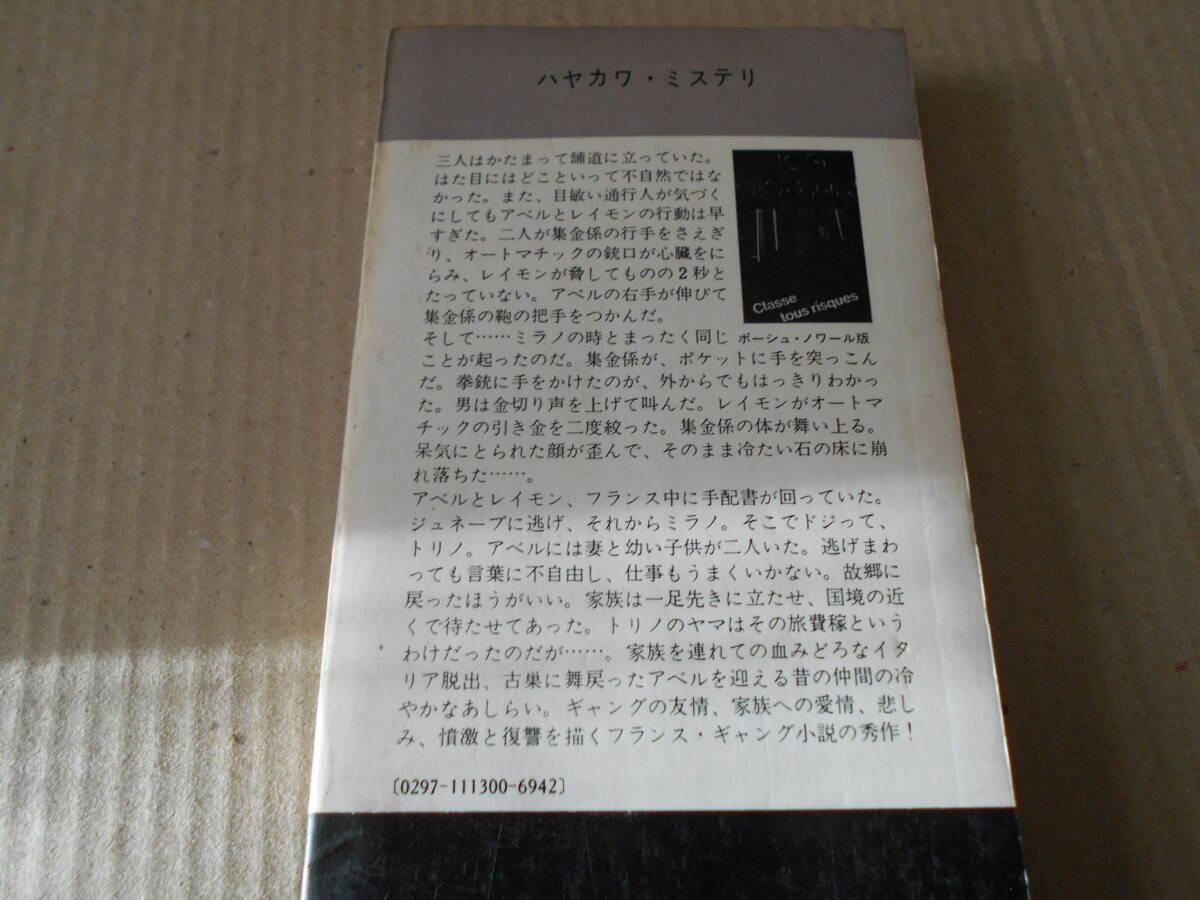 ハヤカワ・ミステリ
三人はかたまって舗道に立っていた。
はた目にはどこといって不自然ではな
かった。また、目敏い通行人が気づく
にしてもアベルとレイモンの行動は早
すぎた。二人が集金係の行手をさえぎ
り、オートマチックの銃口が心臓をに
らみ、レイモンが脅してものの2秒と
たっていない。アベルの右手が伸びて
集金係の鞄の把手をつかんだ。
そして……ミラノの時とまったく同じ
ことが起ったのだ。集金係が、ポケットに手を突っこん
だ。拳銃に手をかけたのが、外からでもはっきりわかっ
た。男は金切り声を上げて叫んだ。レイモンがオートマ
チックの引き金を二度絞った。集金係の体が舞い上る。
呆気にとられた顔が歪んで、そのまま冷たい石の床に崩
れ落ちた……。
アベルとレイモン、フランス中に手配書が回っていた。
ジュネーブに逃げ、それからミラノ。そこでドジって、
トリノ。アベルには妻と幼い子供が二人いた。逃げまわ
っても言葉に不自由し、仕事もうまくいかない。故郷に
戻ったほうがいい。家族は一足先きに立たせ、国境の近
くで待たせてあった。トリノのヤマはその旅費稼という
わけだったのだが……。家族を連れての血みどろなイタ
リア脱出、古巣に舞戻ったアベルを迎える昔の仲間の冷
やかなあしらい。ギャングの友情、家族への愛情、悲し
み、憤激と復讐を描くフランス・ギャング小説の秀作！
Classe
tous risques
ポーシュ・ノワール版
〔0297-111300-6942〕